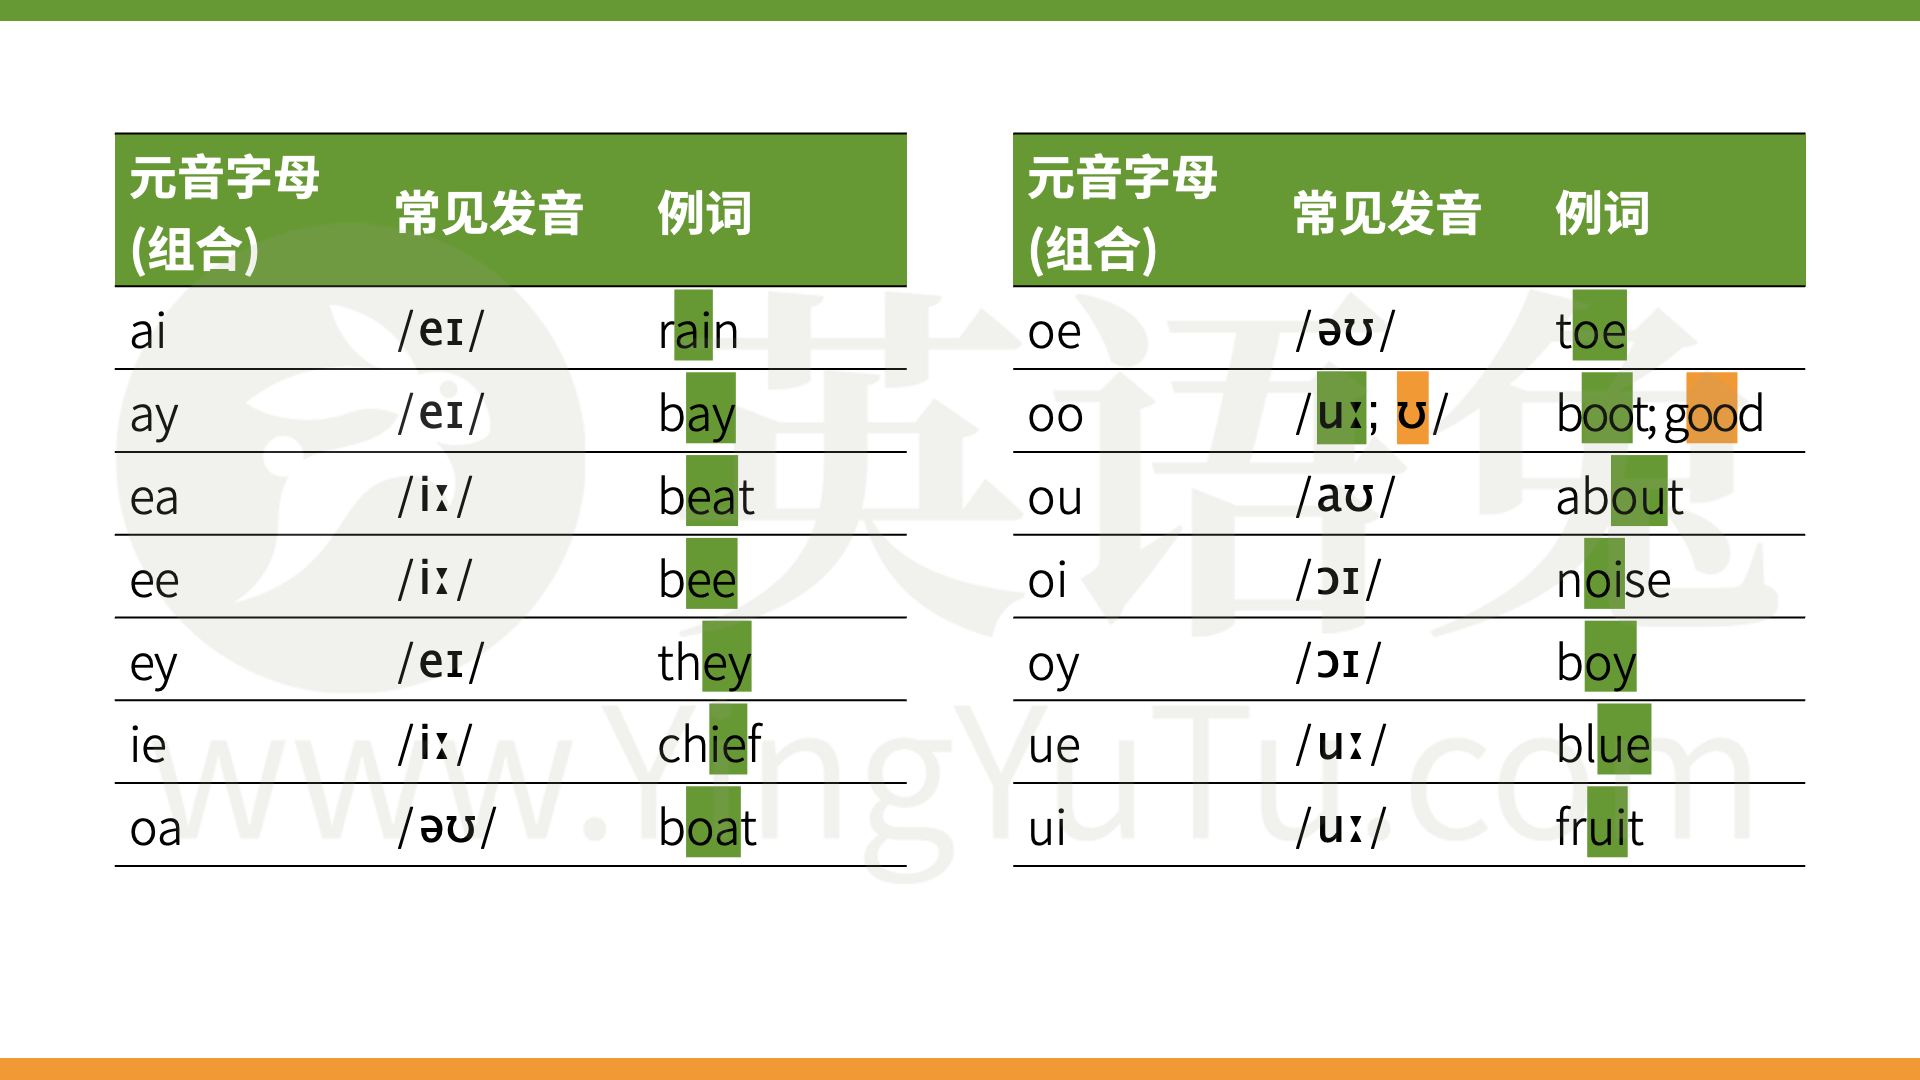 元音字母 常见发音 例词
(组合)
ai /eɪ/ rain
ay /eɪ/ bay
ea /iː/ beat
ee /iː/ bee
ey /eɪ/ they
ie /iː/ chief
oa /əʊ/ boat
元音字母 常见发音 例词
(组合)
oe /əʊ/ toe
oo /uː; ʊ/ boot; good
ou /aʊ/ about
oi /ɔɪ/ noise
oy /ɔɪ/ boy
ue /uː/ blue
ui /uː/ fruit
英语兔
www.YingYuTu.com